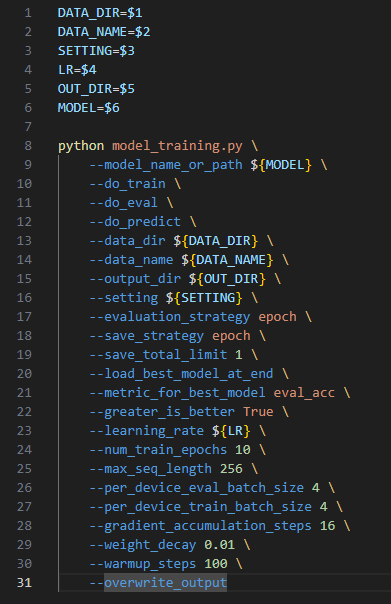 1 DATA_DIR=$1
2 DATA_NAME=$2
3 SETTING=$3
4 LR=$4
5 OUT_DIR=$5
6 MODEL=$6
7
8 python model_training.py \
9 --model_name_or_path ${MODEL} \
10 --do_train \
11 --do_eval \
12 --do_predict \
13 --data_dir ${DATA_DIR} \
14 --data_name ${DATA_NAME} \
15 --output_dir ${OUT_DIR} \
16 --setting ${SETTING} \
17 --evaluation_strategy epoch \
18 --save_strategy epoch \
19 --save_total_limit 1 \
20 --load_best_model_at_end \
21 --metric_for_best_model eval_acc \
22 --greater_is_better True \
23 --learning_rate ${LR} \
24 --num_train_epochs 10 \
25 --max_seq_length 256 \
26 --per_device_eval_batch_size 4 \
27 --per_device_train_batch_size 4 \
28 --gradient_accumulation_steps 16 \
29 --weight_decay 0.01 \
30 --warmup_steps 100 \
31 --overwrite_output